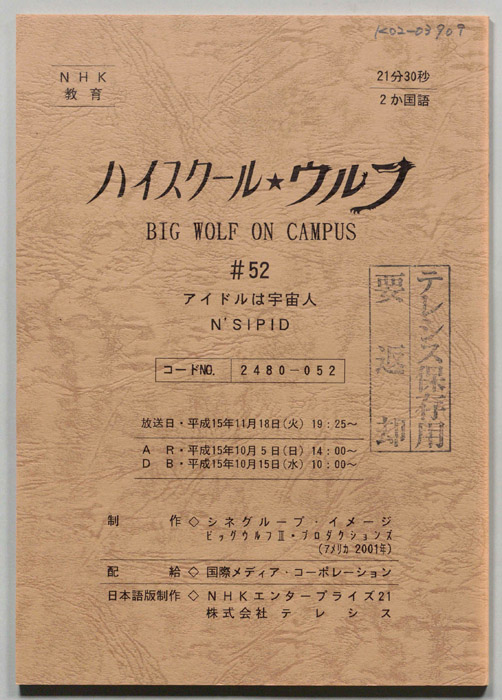 K02-03909
NHK
教育
21分30秒
2か国語
ハイスクール★ウルフ
BIG WOLF ON CAMPUS
#52
アイドルは宇宙人
N'SIPID
コードNO. 2480-052
テレシス保存用
要返却
放送日・平成15年11月18日(火) 19:25~
A R・平成15年10月5日(日) 14:00~
D B・平成15年10月15日(水) 10:00~
制作◇シネグループ・イメージ
ビッグウルフⅡ・プロダクションズ
(アメリカ 2001年)
配給◇国際メディア・コーポレーション
日本語版制作◇NHKエンタープライズ21
株式会社テレシス